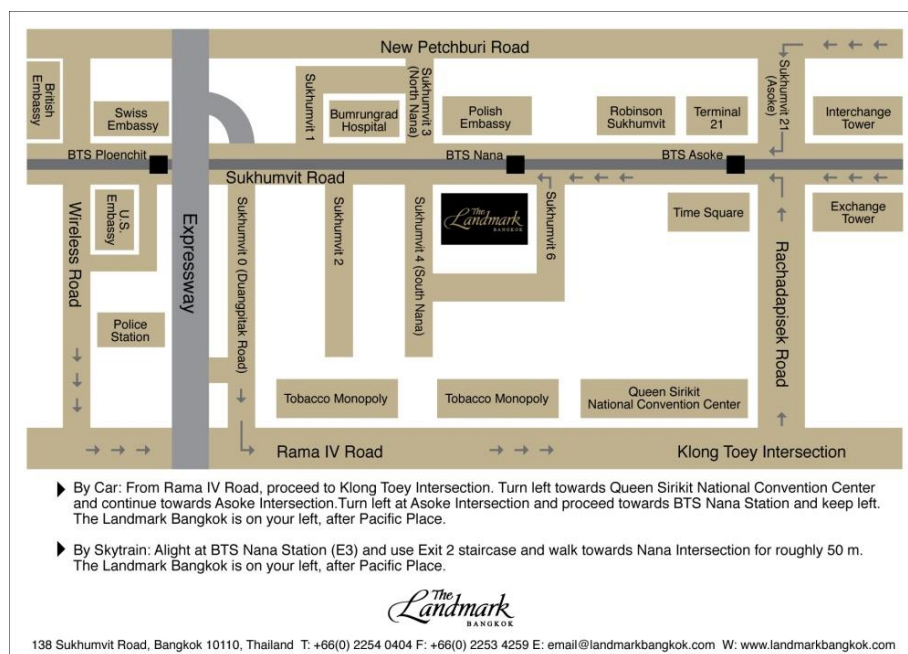 New Petchburi Road
British
Embassy
Swiss
Embassy
Sukhumvit 1
Bumrungrad
Hospital
Sukhumvit 3
(North Nana)
Polish
Embassy
Robinson
Sukhumvit
Terminal
21
Sukhumvit 21
(Asoke)
Interchange
Tower
BTS Ploenchit
BTS Nana
BTS Asoke
Sukhumvit Road
Wireless Road
U.S.
Embassy
Expressway
Sukhumvit 0 (Duangpitak Road)
Sukhumvit 2
Sukhumvit 4 (South Nana)
The
Landmark
BANGKOK
Sukhumvit 6
Time Square
Rachadapisek Road
Exchange
Tower
Police
Station
Tobacco Monopoly
Tobacco Monopoly
Queen Sirikit
National Convention Center
Rama IV Road
Klong Toey Intersection
By Car: From Rama IV Road, proceed to Klong Toey Intersection. Turn left towards Queen Sirikit National Convention Center
and continue towards Asoke Intersection.Turn left at Asoke Intersection and proceed towards BTS Nana Station and keep left.
The Landmark Bangkok is on your left, after Pacific Place.
By Skytrain: Alight at BTS Nana Station (E3) and use Exit 2 staircase and walk towards Nana Intersection for roughly 50 m.
The Landmark Bangkok is on your left, after Pacific Place.
The
Landmark
BANGKOK
138 Sukhumvit Road, Bangkok 10110, Thailand T: +66(0) 2254 0404 F: +66(0) 2253 4259 E: email@landmarkbangkok.com W: www.landmarkbangkok.com